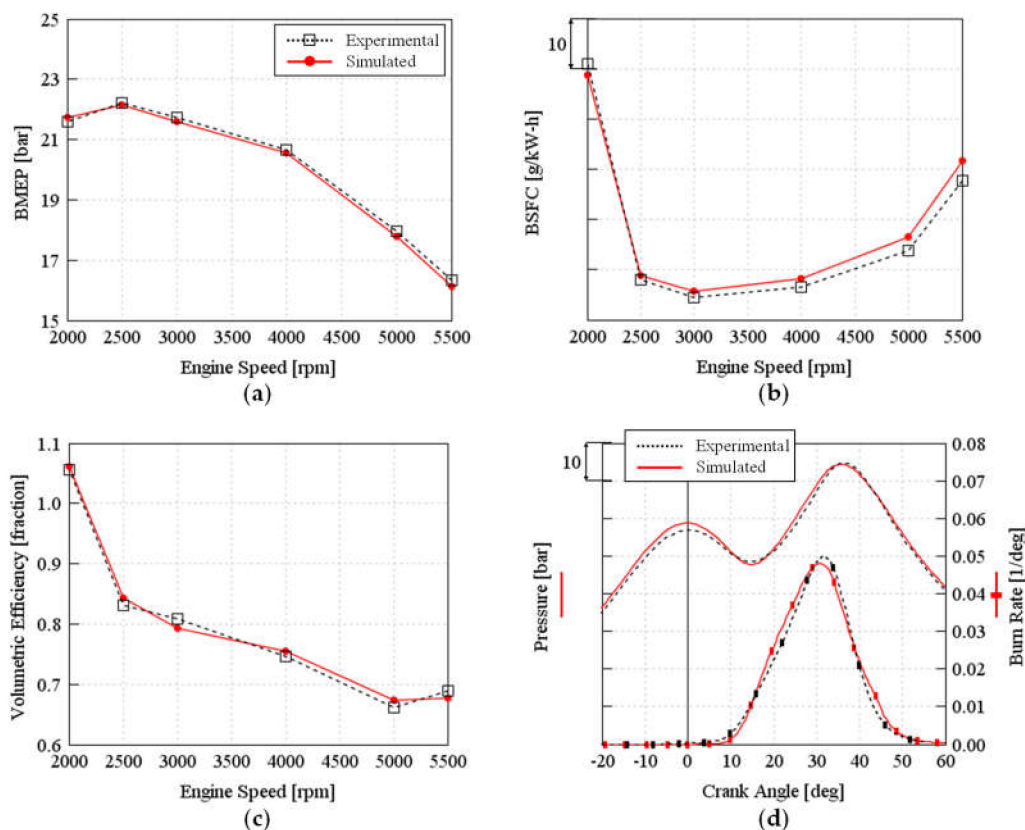 25
23
21
19
17
15
BMEP [bar]
Experimental
Simulated
2000 2500 3000 3500 4000 4500 5000 5500
Engine Speed [rpm]
(a)
10
BSFC [g/kW-h]
2000 2500 3000 3500 4000 4500 5000 5500
Engine Speed [rpm]
(b)
1.1
1.0
0.9
0.8
0.7
0.6
Volumetric Efficiency [fraction]
2000 2500 3000 3500 4000 4500 5000 5500
Engine Speed [rpm]
(c)
10
Experimental
Simulated
Pressure [bar]
0.08
0.07
0.06
0.05
0.04
0.03
0.02
0.01
0.00
Burn Rate [1/deg]
-20 -10 0 10 20 30 40 50 60
Crank Angle [deg]
(d)